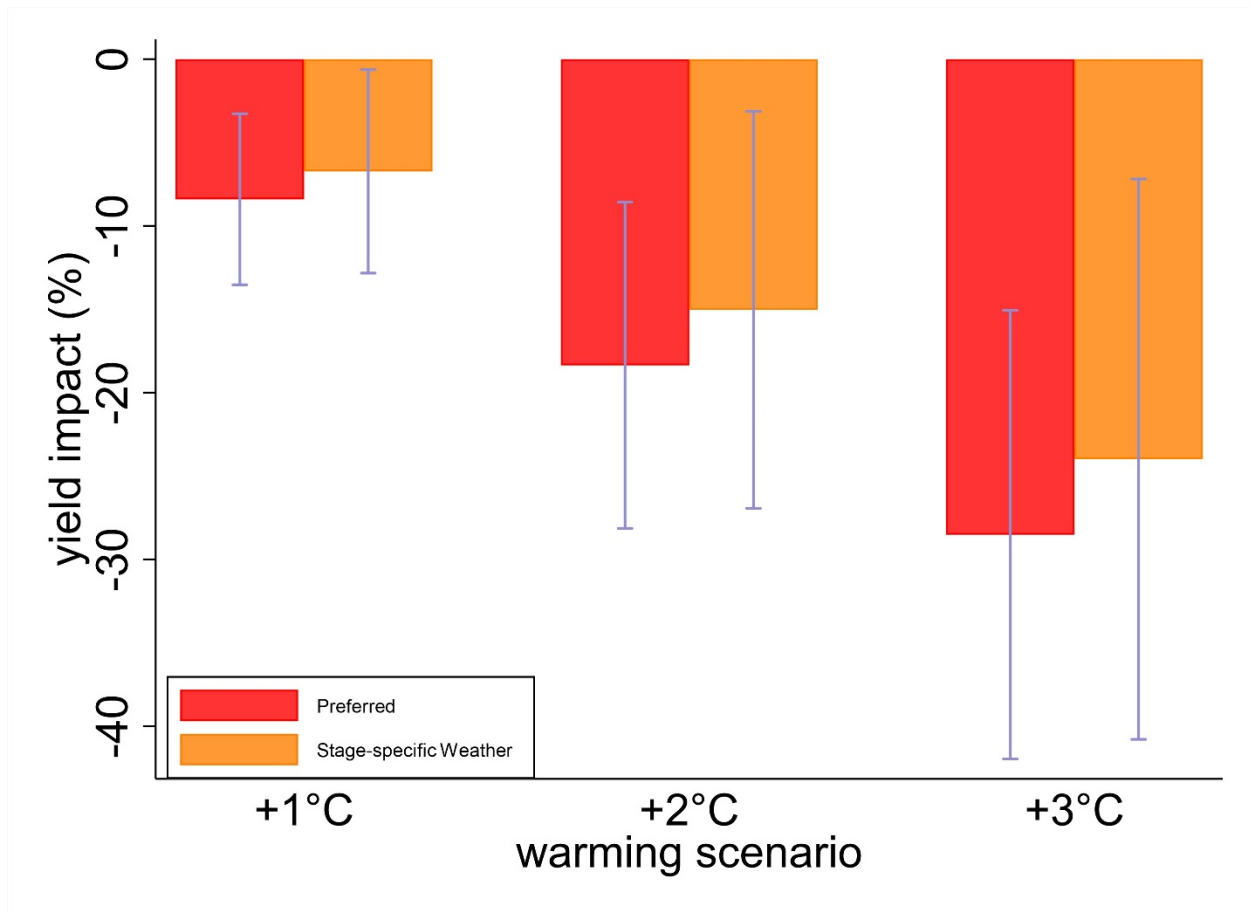 yield impact (%)
0
-10
-20
-30
-40
Preferred
Stage-specific Weather
+1°C
+2°C
+3°C
warming scenario